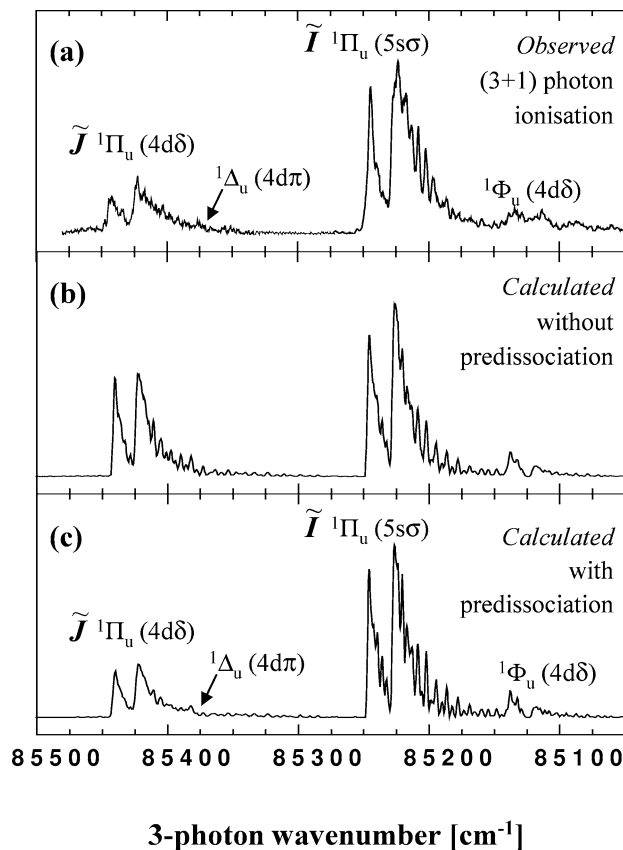 (a)
Ĩ ¹Πᵤ (5sσ)
Observed
(3+1) photon
ionisation
J̃ ¹Πᵤ (4dδ)
¹Δᵤ (4dπ)
¹Φᵤ (4dδ)
(b)
Calculated
without
predissociation
(c)
Ĩ ¹Πᵤ (5sσ)
Calculated
with
predissociation
J̃ ¹Πᵤ (4dδ)
¹Δᵤ (4dπ)
¹Φᵤ (4dδ)
85500 85400 85300 85200 85100
3-photon wavenumber [cm⁻¹]